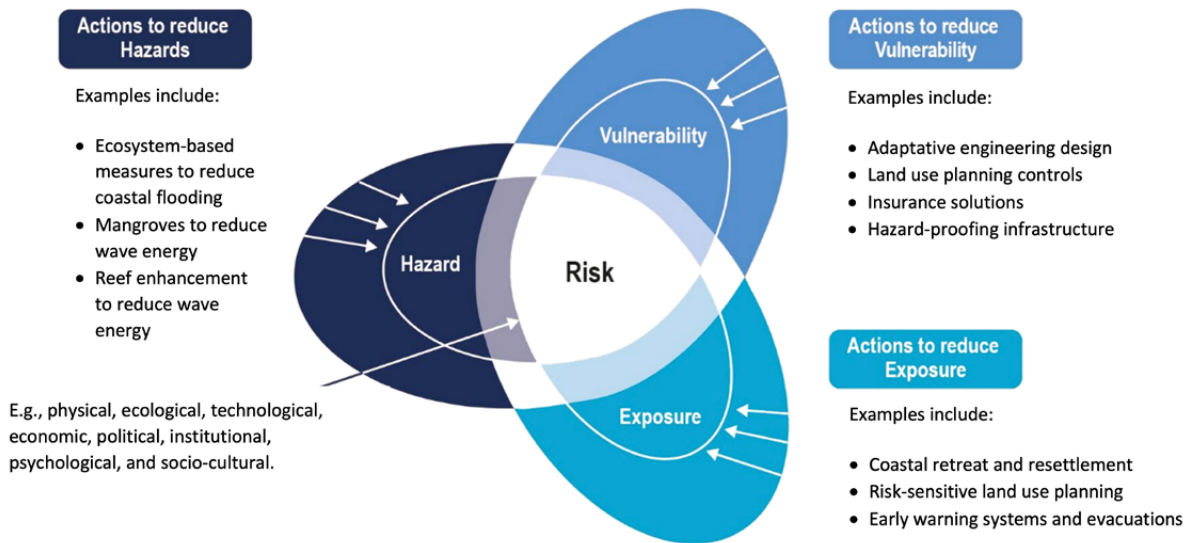 Actions to reduce
Hazards
Examples include:
• Ecosystem-based
measures to reduce
coastal flooding
• Mangroves to reduce
wave energy
• Reef enhancement
to reduce wave
energy
E.g., physical, ecological, technological,
economic, political, institutional,
psychological, and socio-cultural.
Hazard
Vulnerability
Risk
Exposure
Actions to reduce
Vulnerability
Examples include:
• Adaptative engineering design
• Land use planning controls
• Insurance solutions
• Hazard-proofing infrastructure
Actions to reduce
Exposure
Examples include:
• Coastal retreat and resettlement
• Risk-sensitive land use planning
• Early warning systems and evacuations